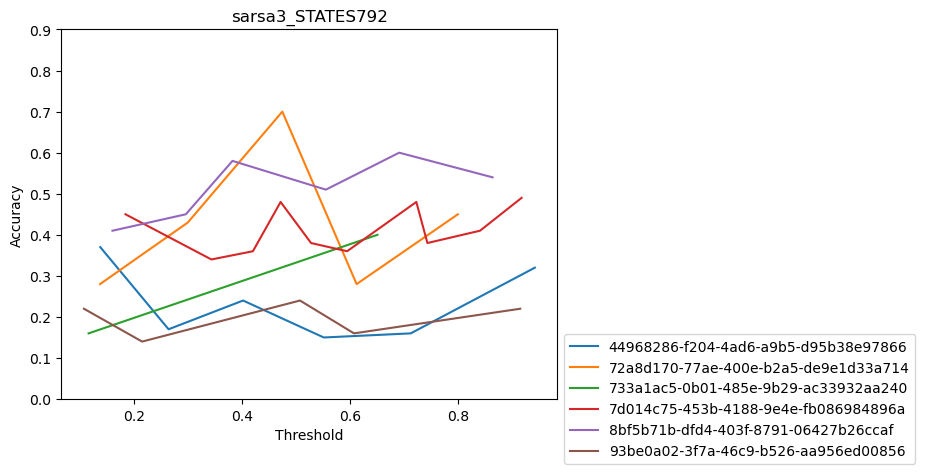 sarsa3_STATES792
0.9
0.8
0.7
0.6
0.5
0.4
0.3
0.2
0.1
0.0
Accuracy
0.2 0.4 0.6 0.8
Threshold
44968286-f204-4ad6-a9b5-d95b38e97866
72a8d170-77ae-400e-b2a5-de9e1d33a714
733a1ac5-0b01-485e-9b29-ac33932aa240
7d014c75-453b-4188-9e4e-fb086984896a
8bf5b71b-dfd4-403f-8791-06427b26ccaf
93be0a02-3f7a-46c9-b526-aa956ed00856